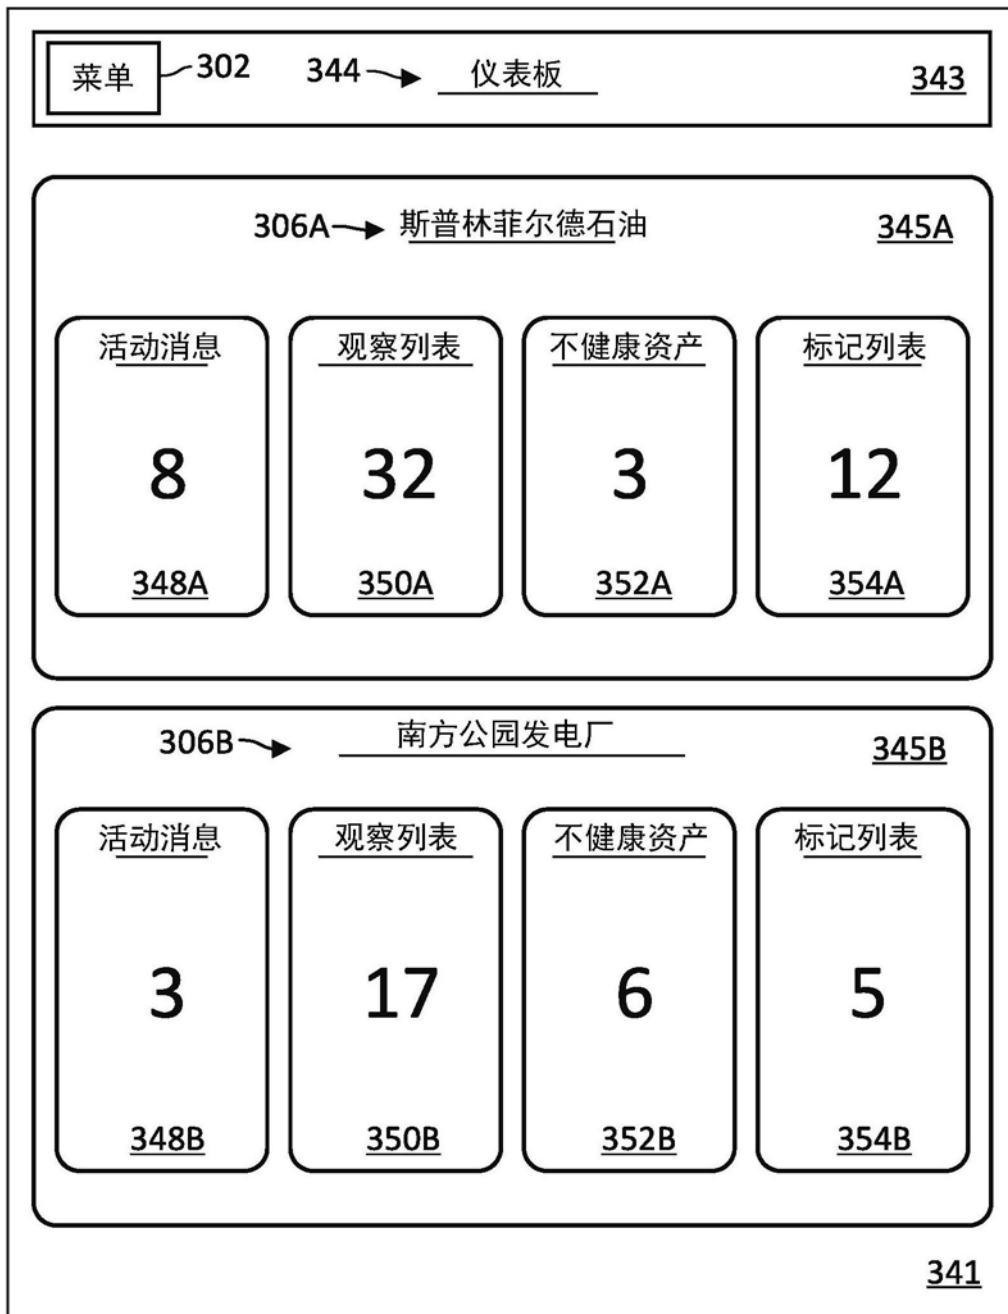 菜单 302 344 仪表板 343
306A 斯普林菲尔德石油 345A
活动消息 观察列表 不健康资产 标记列表
8 32 3 12
348A 350A 352A 354A
306B 南方公园发电厂 345B
活动消息 观察列表 不健康资产 标记列表
3 17 6 5
348B 350B 352B 354B
341